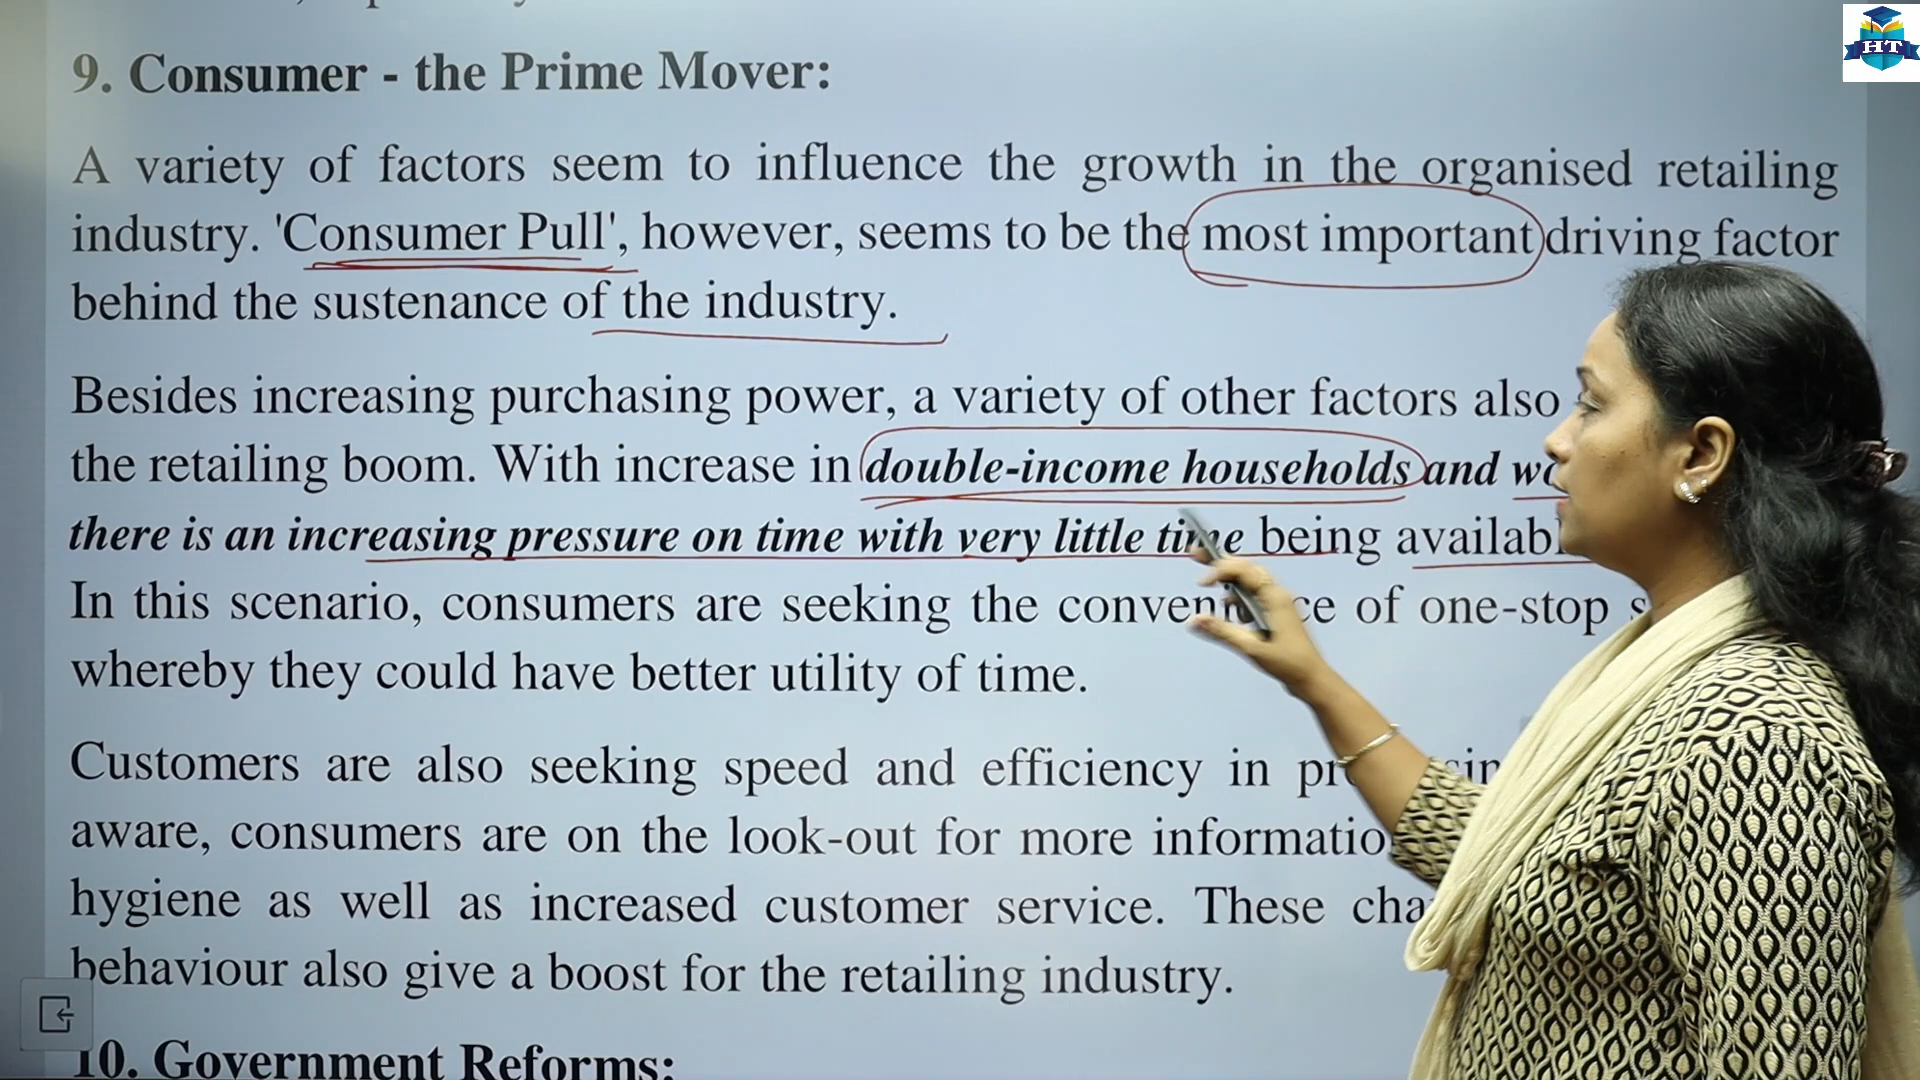 HT
9. Consumer - the Prime Mover:
A variety of factors seem to influence the growth in the organised retailing
industry. 'Consumer Pull', however, seems to be the most important driving factor
behind the sustenance of the industry.
Besides increasing purchasing power, a variety of other factors also
the retailing boom. With increase in double-income households and
there is an increasing pressure on time with very little time being
In this scenario, consumers are seeking the convenience of one-stop
whereby they could have better utility of time.
Customers are also seeking speed and efficiency in
aware, consumers are on the look-out for more
hygiene as well as increased customer service. These
behaviour also give a boost for the retailing industry.
10. Government Reforms: